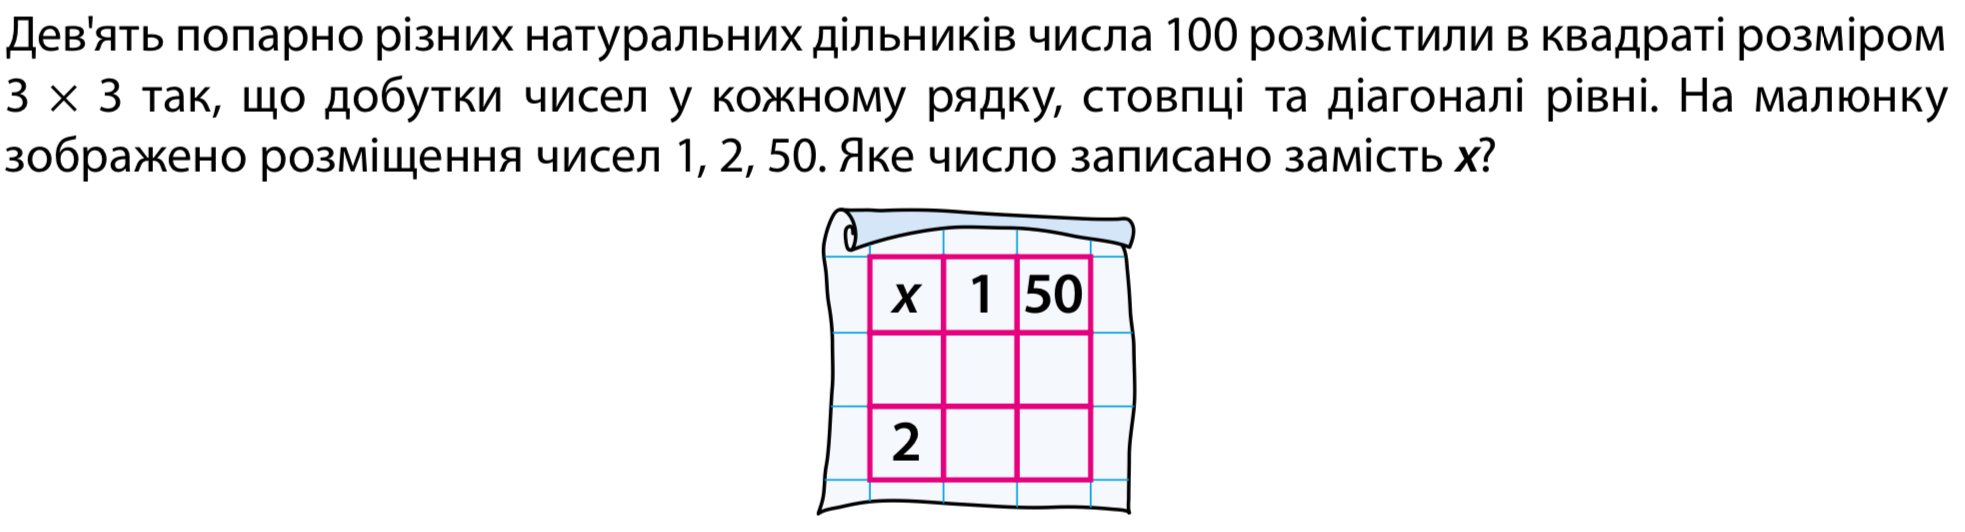 Дев'ять попарно різних натуральних дільників числа 100 розмістили в квадраті розміром
3 × 3 так, що добутки чисел у кожному рядку, стовпці та діагоналі рівні. На малюнку
зображено розміщення чисел 1, 2, 50. Яке число записано замість x?
x 1 50
2